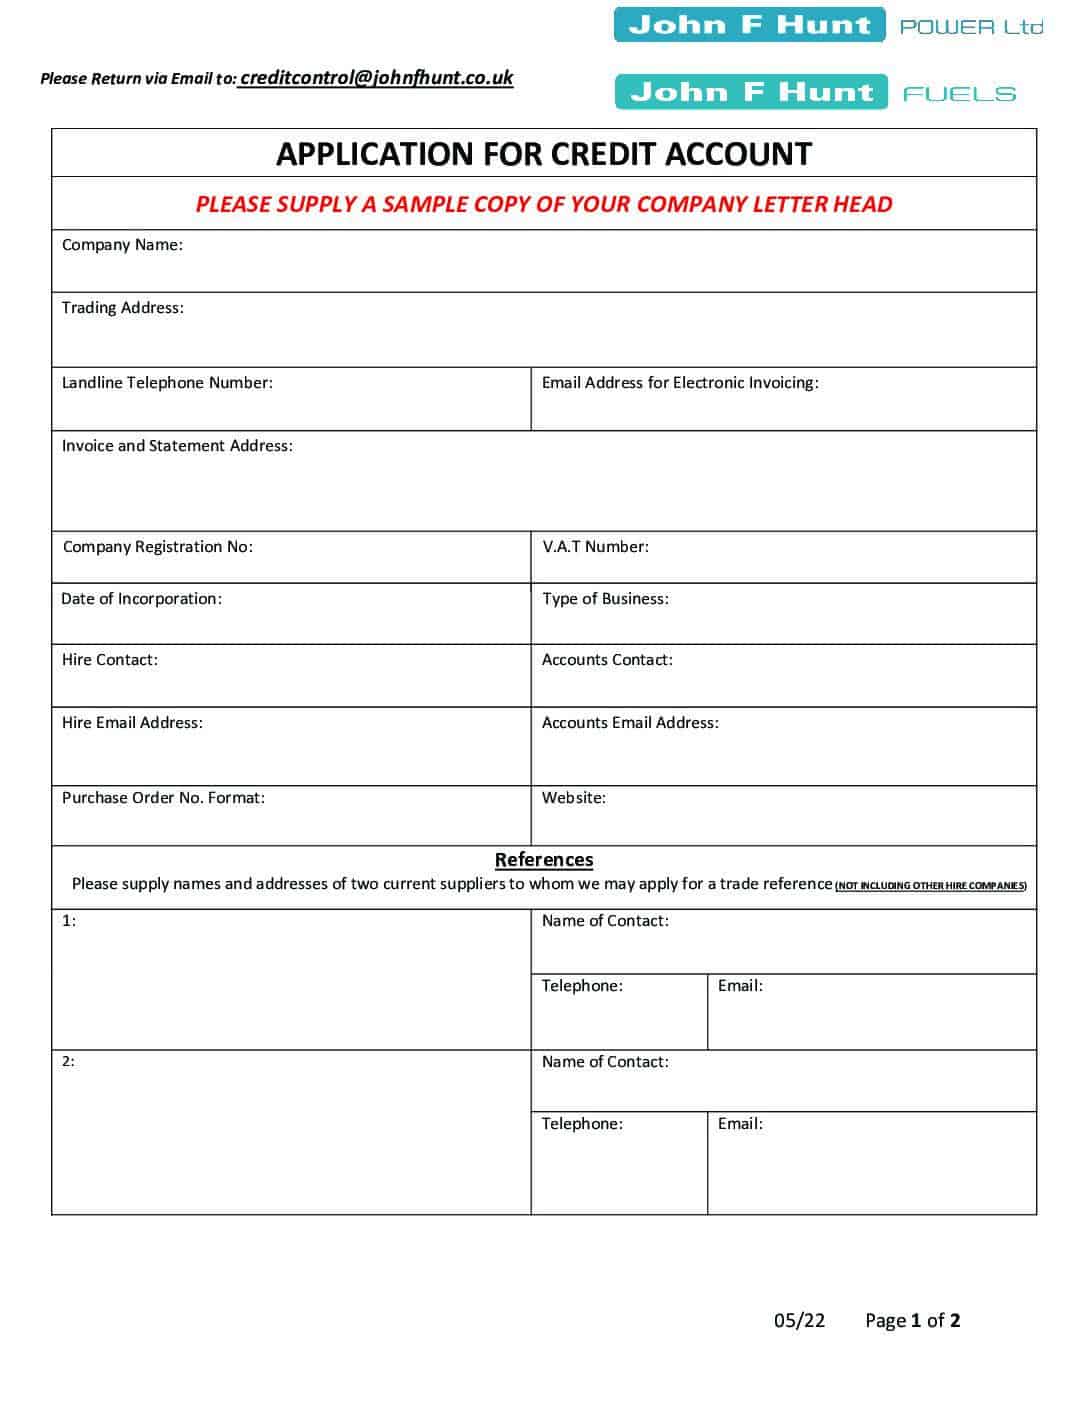 John F Hunt POWER Ltd
Please Return via Email to: creditcontrol@johnfhunt.co.uk
John F Hunt FUELS
APPLICATION FOR CREDIT ACCOUNT
PLEASE SUPPLY A SAMPLE COPY OF YOUR COMPANY LETTER HEAD
Company Name:
Trading Address:
Landline Telephone Number: Email Address for Electronic Invoicing:
Invoice and Statement Address:
Company Registration No: V.A.T Number:
Date of Incorporation: Type of Business:
Hire Contact: Accounts Contact:
Hire Email Address: Accounts Email Address:
Purchase Order No. Format: Website:
References
Please supply names and addresses of two current suppliers to whom we may apply for a trade reference (NOT INCLUDING OTHER HIRE COMPANIES)
1: Name of Contact:
Telephone: Email:
2: Name of Contact:
Telephone: Email:
05/22 Page 1 of 2